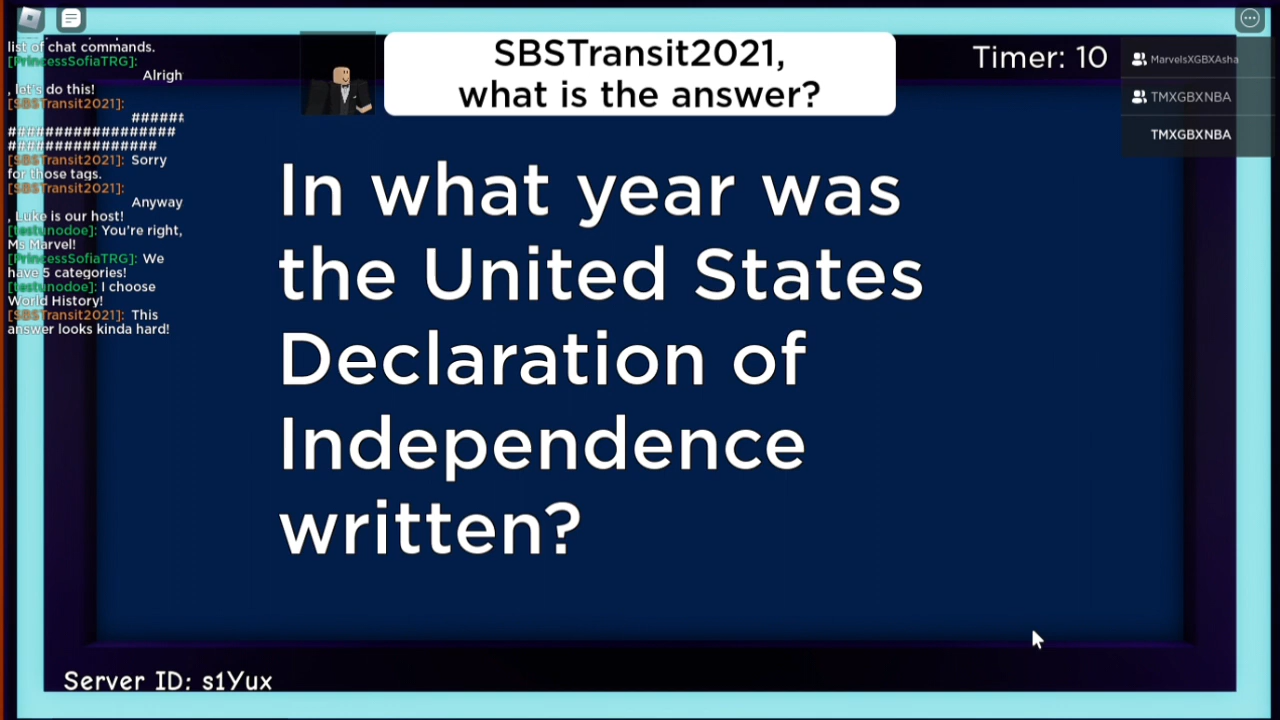 list of chat commands.
[PrincessSofiaTRG]:
Alrigh
, let's do this!
[SBSTransit2021]:
######
##################
################
[SBSTransit2021]: Sorry
for those tags.
[SBSTransit2021]:
Anyway
, Luke is our host!
[testunodoe]: You're right,
Ms Marvel!
[PrincessSofiaTRG]: We
have 5 categories!
[testunodoe]: I choose
World History!
[SBSTransit2021]: This
answer looks kinda hard!
SBSTransit2021,
what is the answer?
Timer: 10
MarvelsXGBXAsha
TMXGBXNBA
TMXGBXNBA
In what year was
the United States
Declaration of
Independence
written?
Server ID: s1Yux